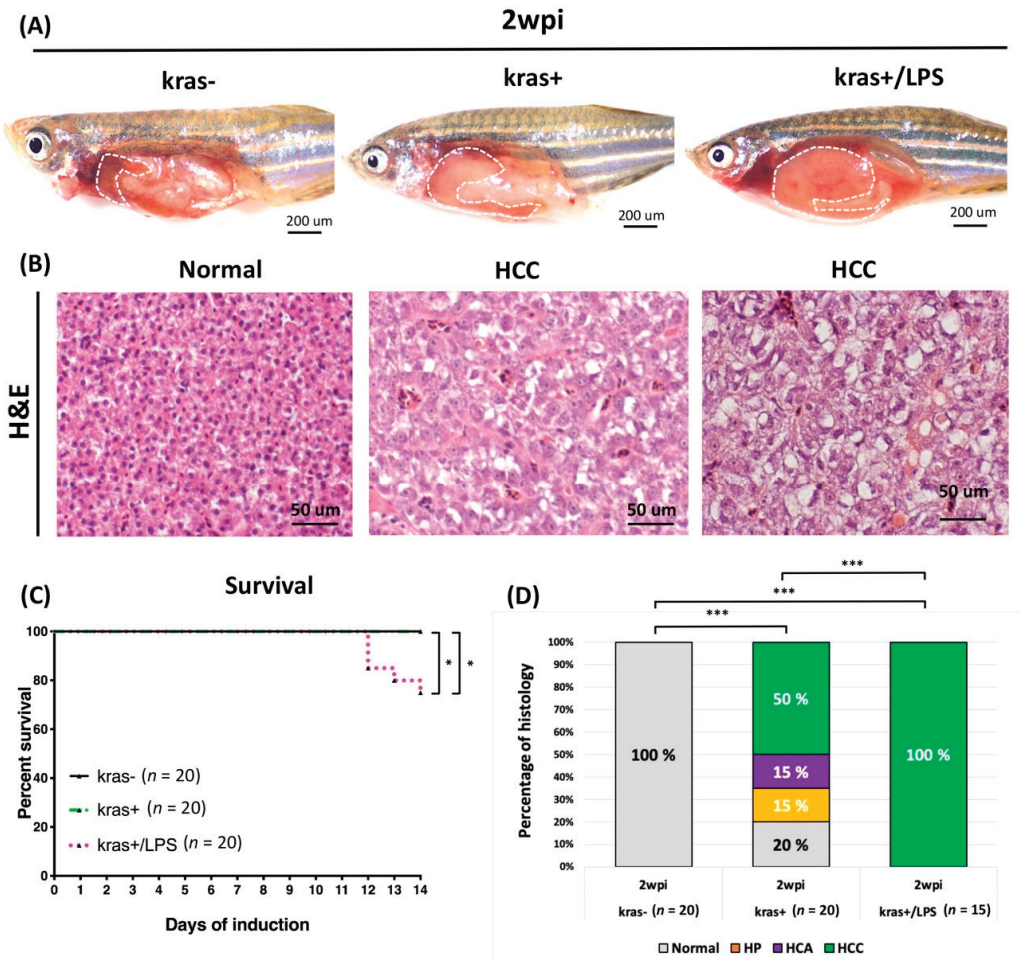 (A)
2wpi
kras-
kras+
kras+/LPS
200 um
200 um
200 um
(B)
Normal
HCC
HCC
H&E
50 um
50 um
50 um
(C)
Survival
Percent survival
100
80
60
40
20
0
kras- (n = 20)
kras+ (n = 20)
kras+/LPS (n = 20)
*
*
0 1 2 3 4 5 6 7 8 9 10 11 12 13 14
Days of induction
(D)
***
***
***
Percentage of histology
100%
90%
80%
70%
60%
50%
40%
30%
20%
10%
0%
100 %
50 %
15 %
15 %
20 %
100 %
2wpi 2wpi 2wpi
kras- (n = 20) kras+ (n = 20) kras+/LPS (n = 15)
Normal HP HCA HCC